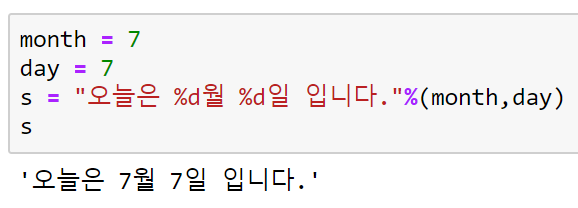 month = 7
day = 7
s = "오늘은 %d월 %d일 입니다."%(month,day)
s
'오늘은 7월 7일 입니다.'